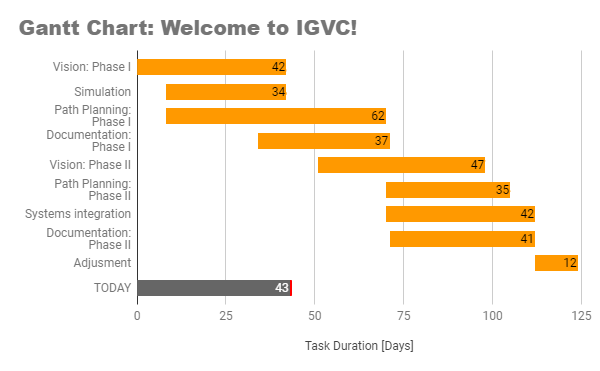 Gantt Chart: Welcome to IGVC!
Vision: Phase I
42
Simulation
34
Path Planning:
Phase I
62
Documentation:
Phase I
37
Vision: Phase II
47
Path Planning:
Phase II
35
Systems integration
42
Documentation:
Phase II
41
Adjusment
12
TODAY
43
0 25 50 75 100 125
Task Duration [Days]